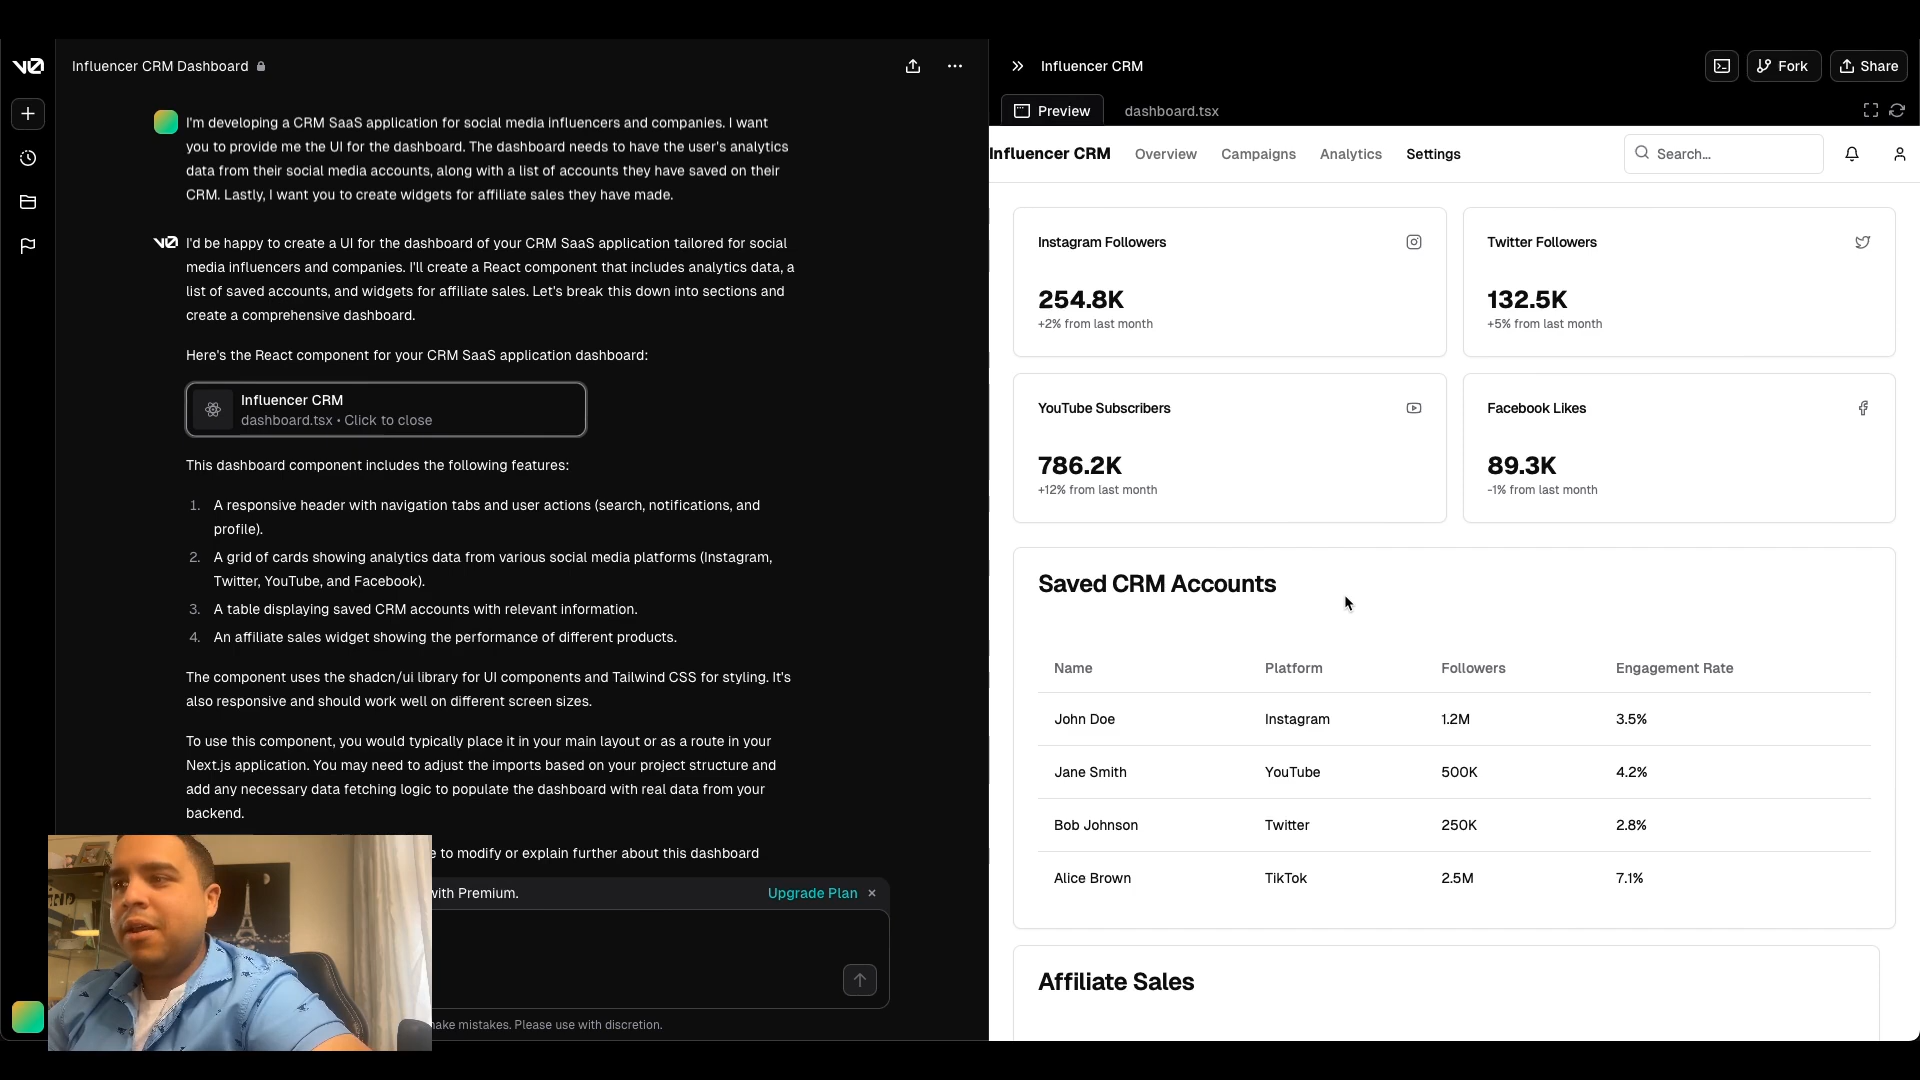 v0
Influencer CRM Dashboard
I'm developing a CRM SaaS application for social media influencers and companies. I want
you to provide me the UI for the dashboard. The dashboard needs to have the user's analytics
data from their social media accounts, along with a list of accounts they have saved on their
CRM. Lastly, I want you to create widgets for affiliate sales they have made.
v0
I'd be happy to create a UI for the dashboard of your CRM SaaS application tailored for social
media influencers and companies. I'll create a React component that includes analytics data, a
list of saved accounts, and widgets for affiliate sales. Let's break this down into sections and
create a comprehensive dashboard.
Here's the React component for your CRM SaaS application dashboard:
Influencer CRM
dashboard.tsx • Click to close
This dashboard component includes the following features:
1. A responsive header with navigation tabs and user actions (search, notifications, and
profile).
2. A grid of cards showing analytics data from various social media platforms (Instagram,
Twitter, YouTube, and Facebook).
3. A table displaying saved CRM accounts with relevant information.
4. An affiliate sales widget showing the performance of different products.
The component uses the shadcn/ui library for UI components and Tailwind CSS for styling. It's
also responsive and should work well on different screen sizes.
To use this component, you would typically place it in your main layout or as a route in your
Next.js application. You may need to adjust the imports based on your project structure and
add any necessary data fetching logic to populate the dashboard with real data from your
backend.
to modify or explain further about this dashboard
with Premium.
Upgrade Plan ×
make mistakes. Please use with discretion.
Influencer CRM
Fork
Share
Preview
dashboard.tsx
Influencer CRM
Overview
Campaigns
Analytics
Settings
Search...
Instagram Followers
254.8K
+2% from last month
Twitter Followers
132.5K
+5% from last month
YouTube Subscribers
786.2K
+12% from last month
Facebook Likes
89.3K
-1% from last month
Saved CRM Accounts
Name Platform Followers Engagement Rate
John Doe Instagram 1.2M 3.5%
Jane Smith YouTube 500K 4.2%
Bob Johnson Twitter 250K 2.8%
Alice Brown TikTok 2.5M 7.1%
Affiliate Sales